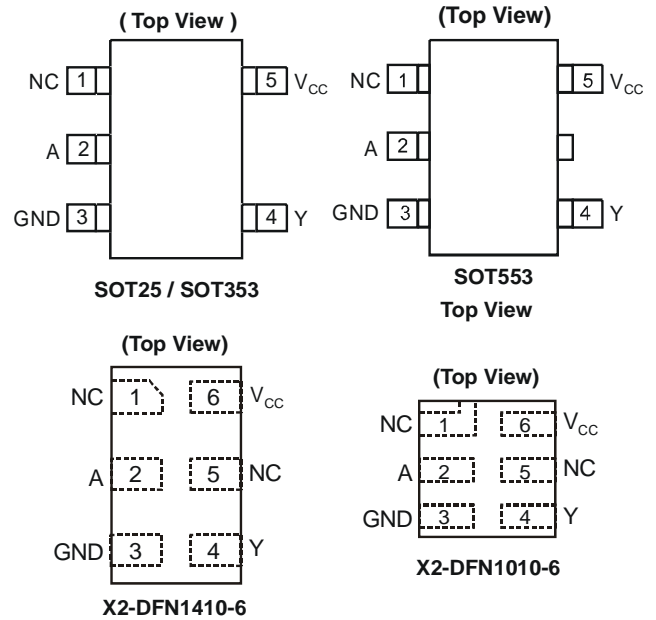 ( Top View )
NC 1 5 VCC
A 2
GND 3 4 Y
SOT25 / SOT353
(Top View)
NC 1 5 VCC
A 2
GND 3 4 Y
SOT553
Top View
(Top View)
NC 1 6 VCC
A 2 5 NC
GND 3 4 Y
X2-DFN1410-6
(Top View)
NC 1 6 VCC
A 2 5 NC
GND 3 4 Y
X2-DFN1010-6